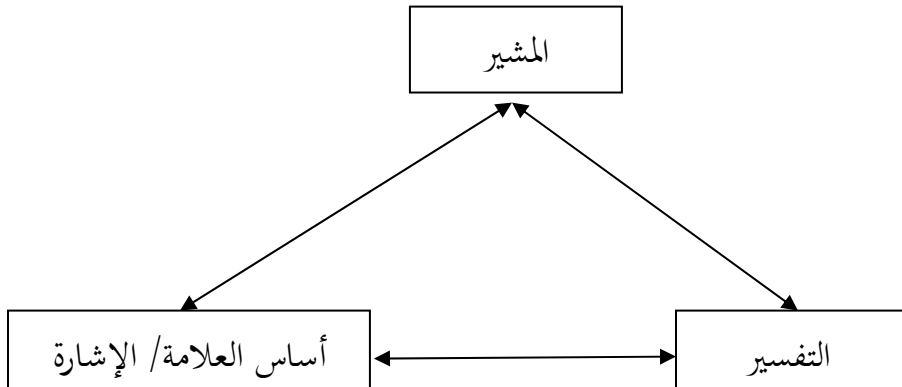 المشير
أساس العلامة/ الإشارة
التفسير